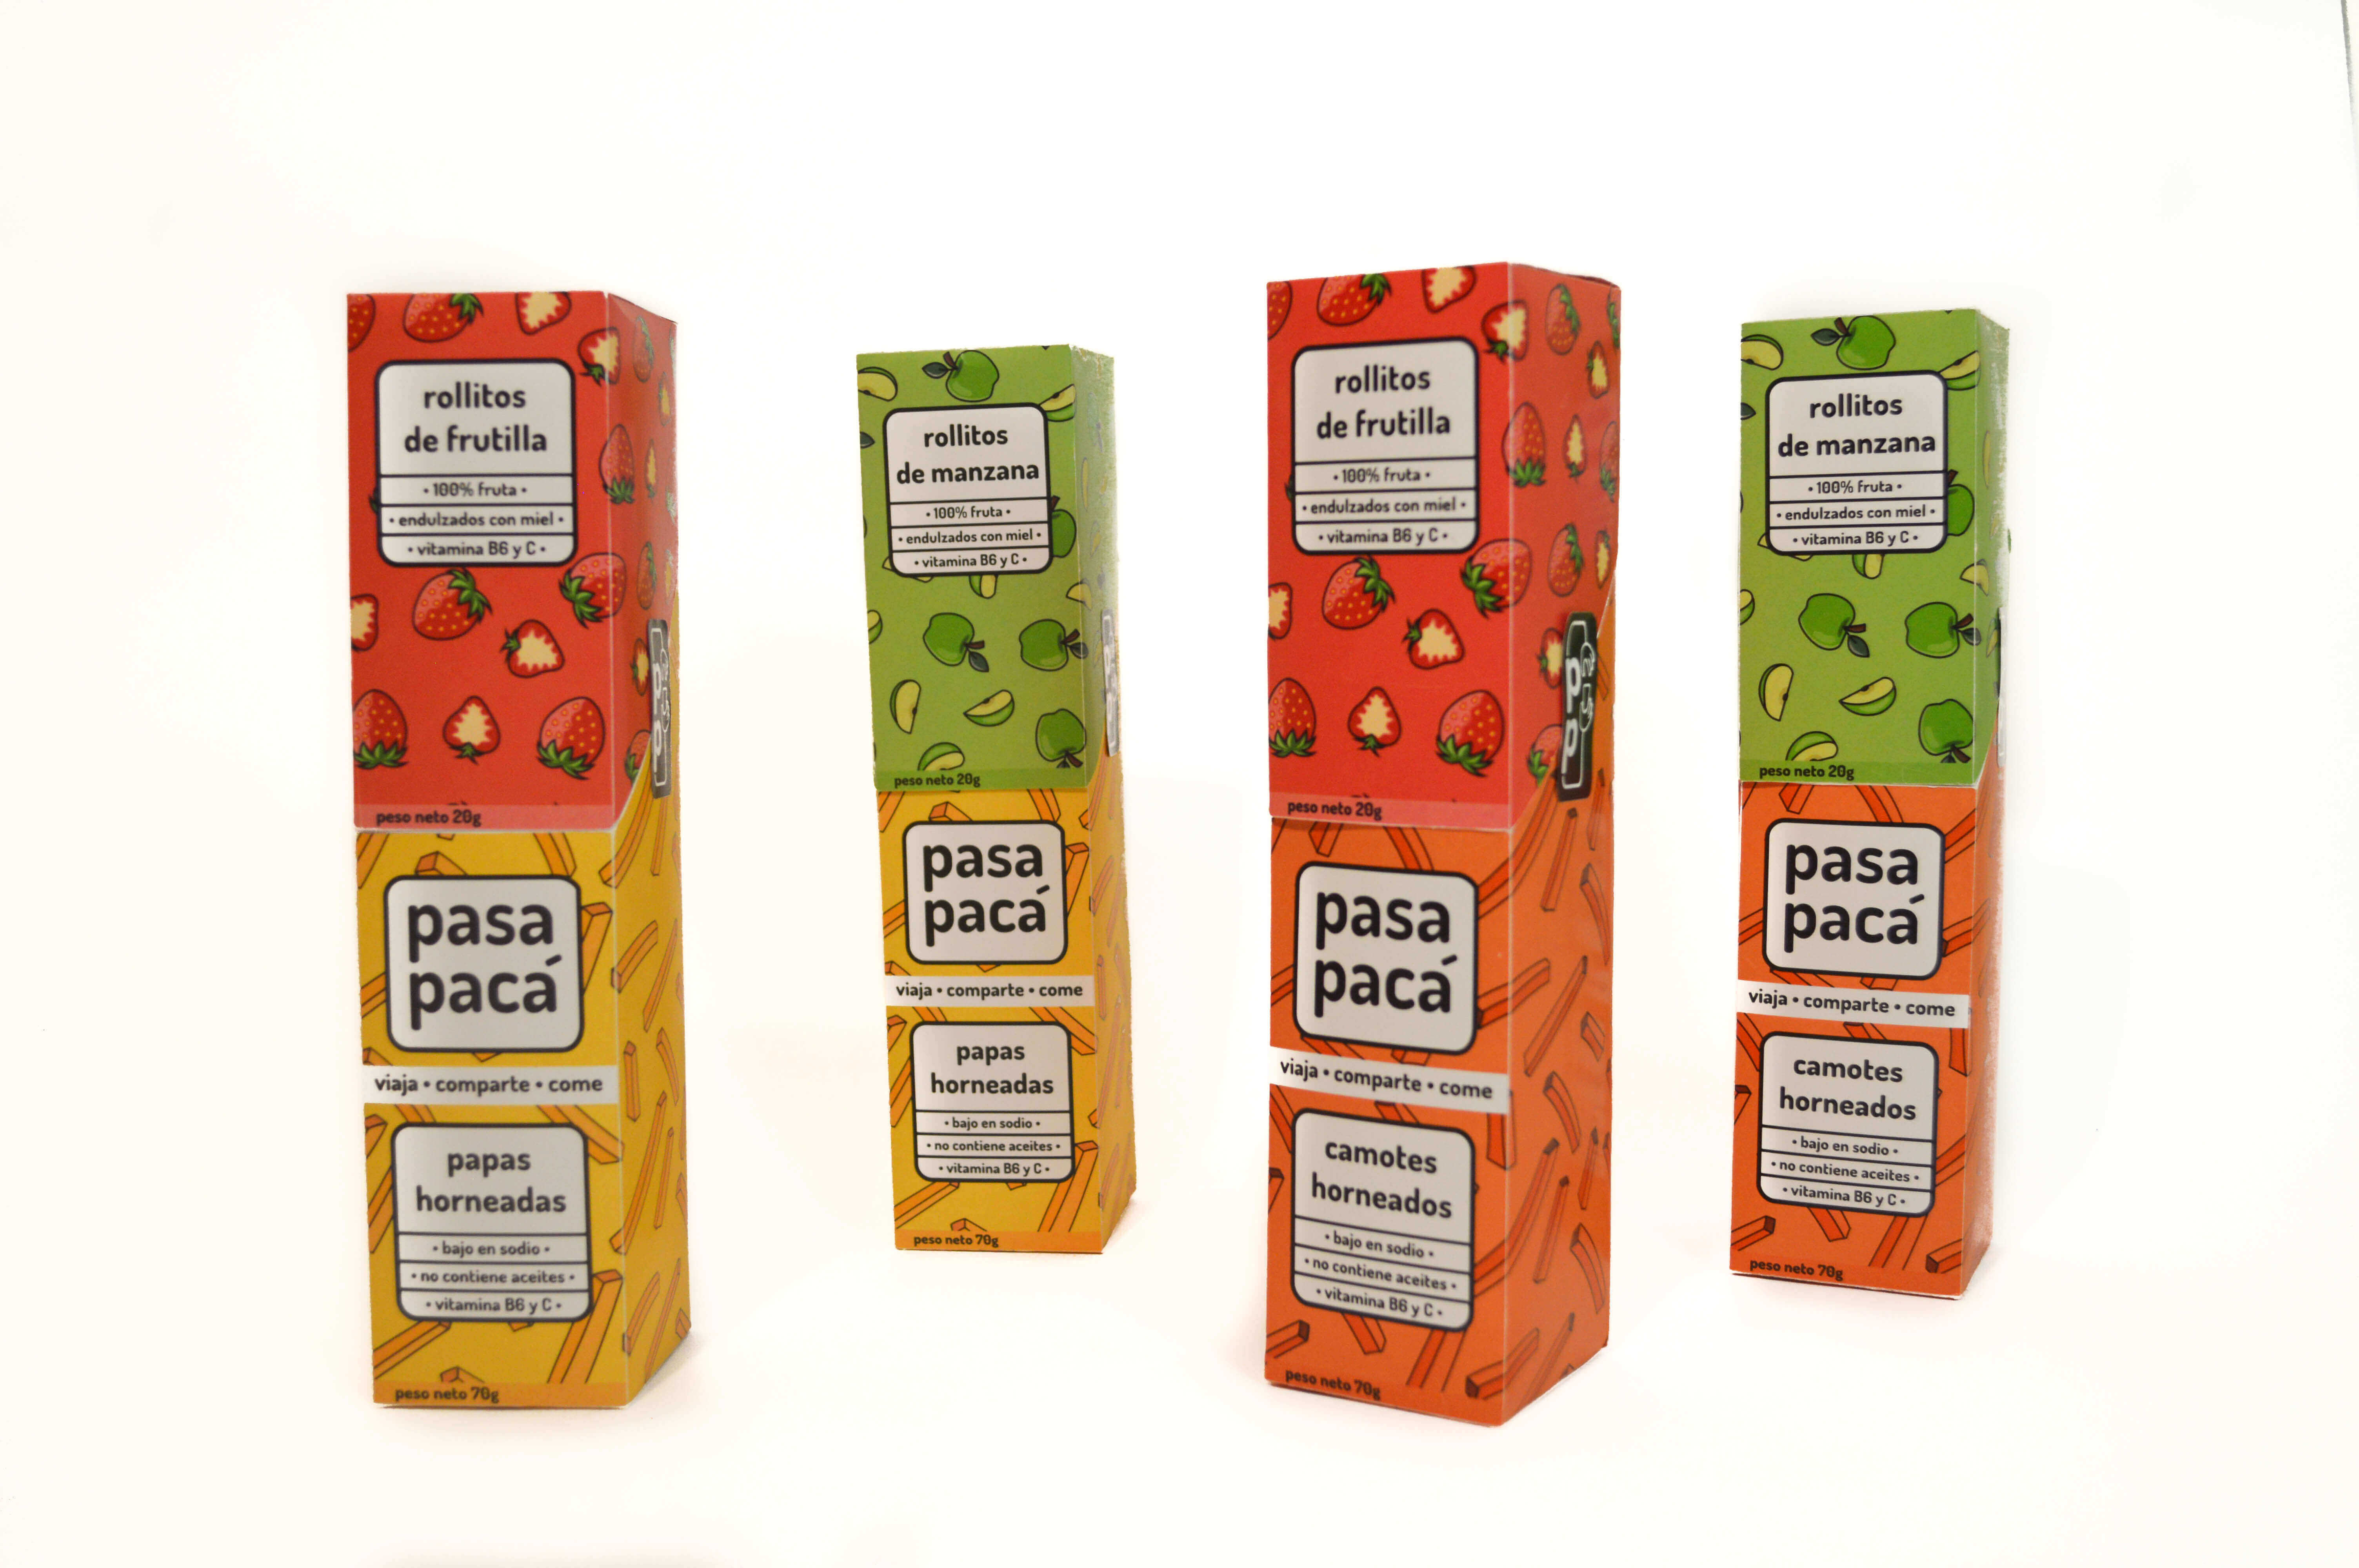 rollitos
de frutilla
• 100% fruta •
• endulzados con miel •
• vitamina B6 y C •
peso neto 20g
pasa
pacá
viaja • comparte • come
papas
horneadas
• bajo en sodio •
• no contiene aceites •
• vitamina B6 y C •
peso neto 70g
rollitos
de manzana
• 100% fruta •
• endulzados con miel •
• vitamina B6 y C •
peso neto 20g
pasa
pacá
viaja • comparte • come
papas
horneadas
• bajo en sodio •
• no contiene aceites •
• vitamina B6 y C •
peso neto 70g
rollitos
de frutilla
• 100% fruta •
• endulzados con miel •
• vitamina B6 y C •
peso neto 20g
pasa
pacá
viaja • comparte • come
camotes
horneados
• bajo en sodio •
• no contiene aceites •
• vitamina B6 y C •
peso neto 70g
rollitos
de manzana
• 100% fruta •
• endulzados con miel •
• vitamina B6 y C •
peso neto 20g
pasa
pacá
viaja • comparte • come
camotes
horneados
• bajo en sodio •
• no contiene aceites •
• vitamina B6 y C •
peso neto 70g